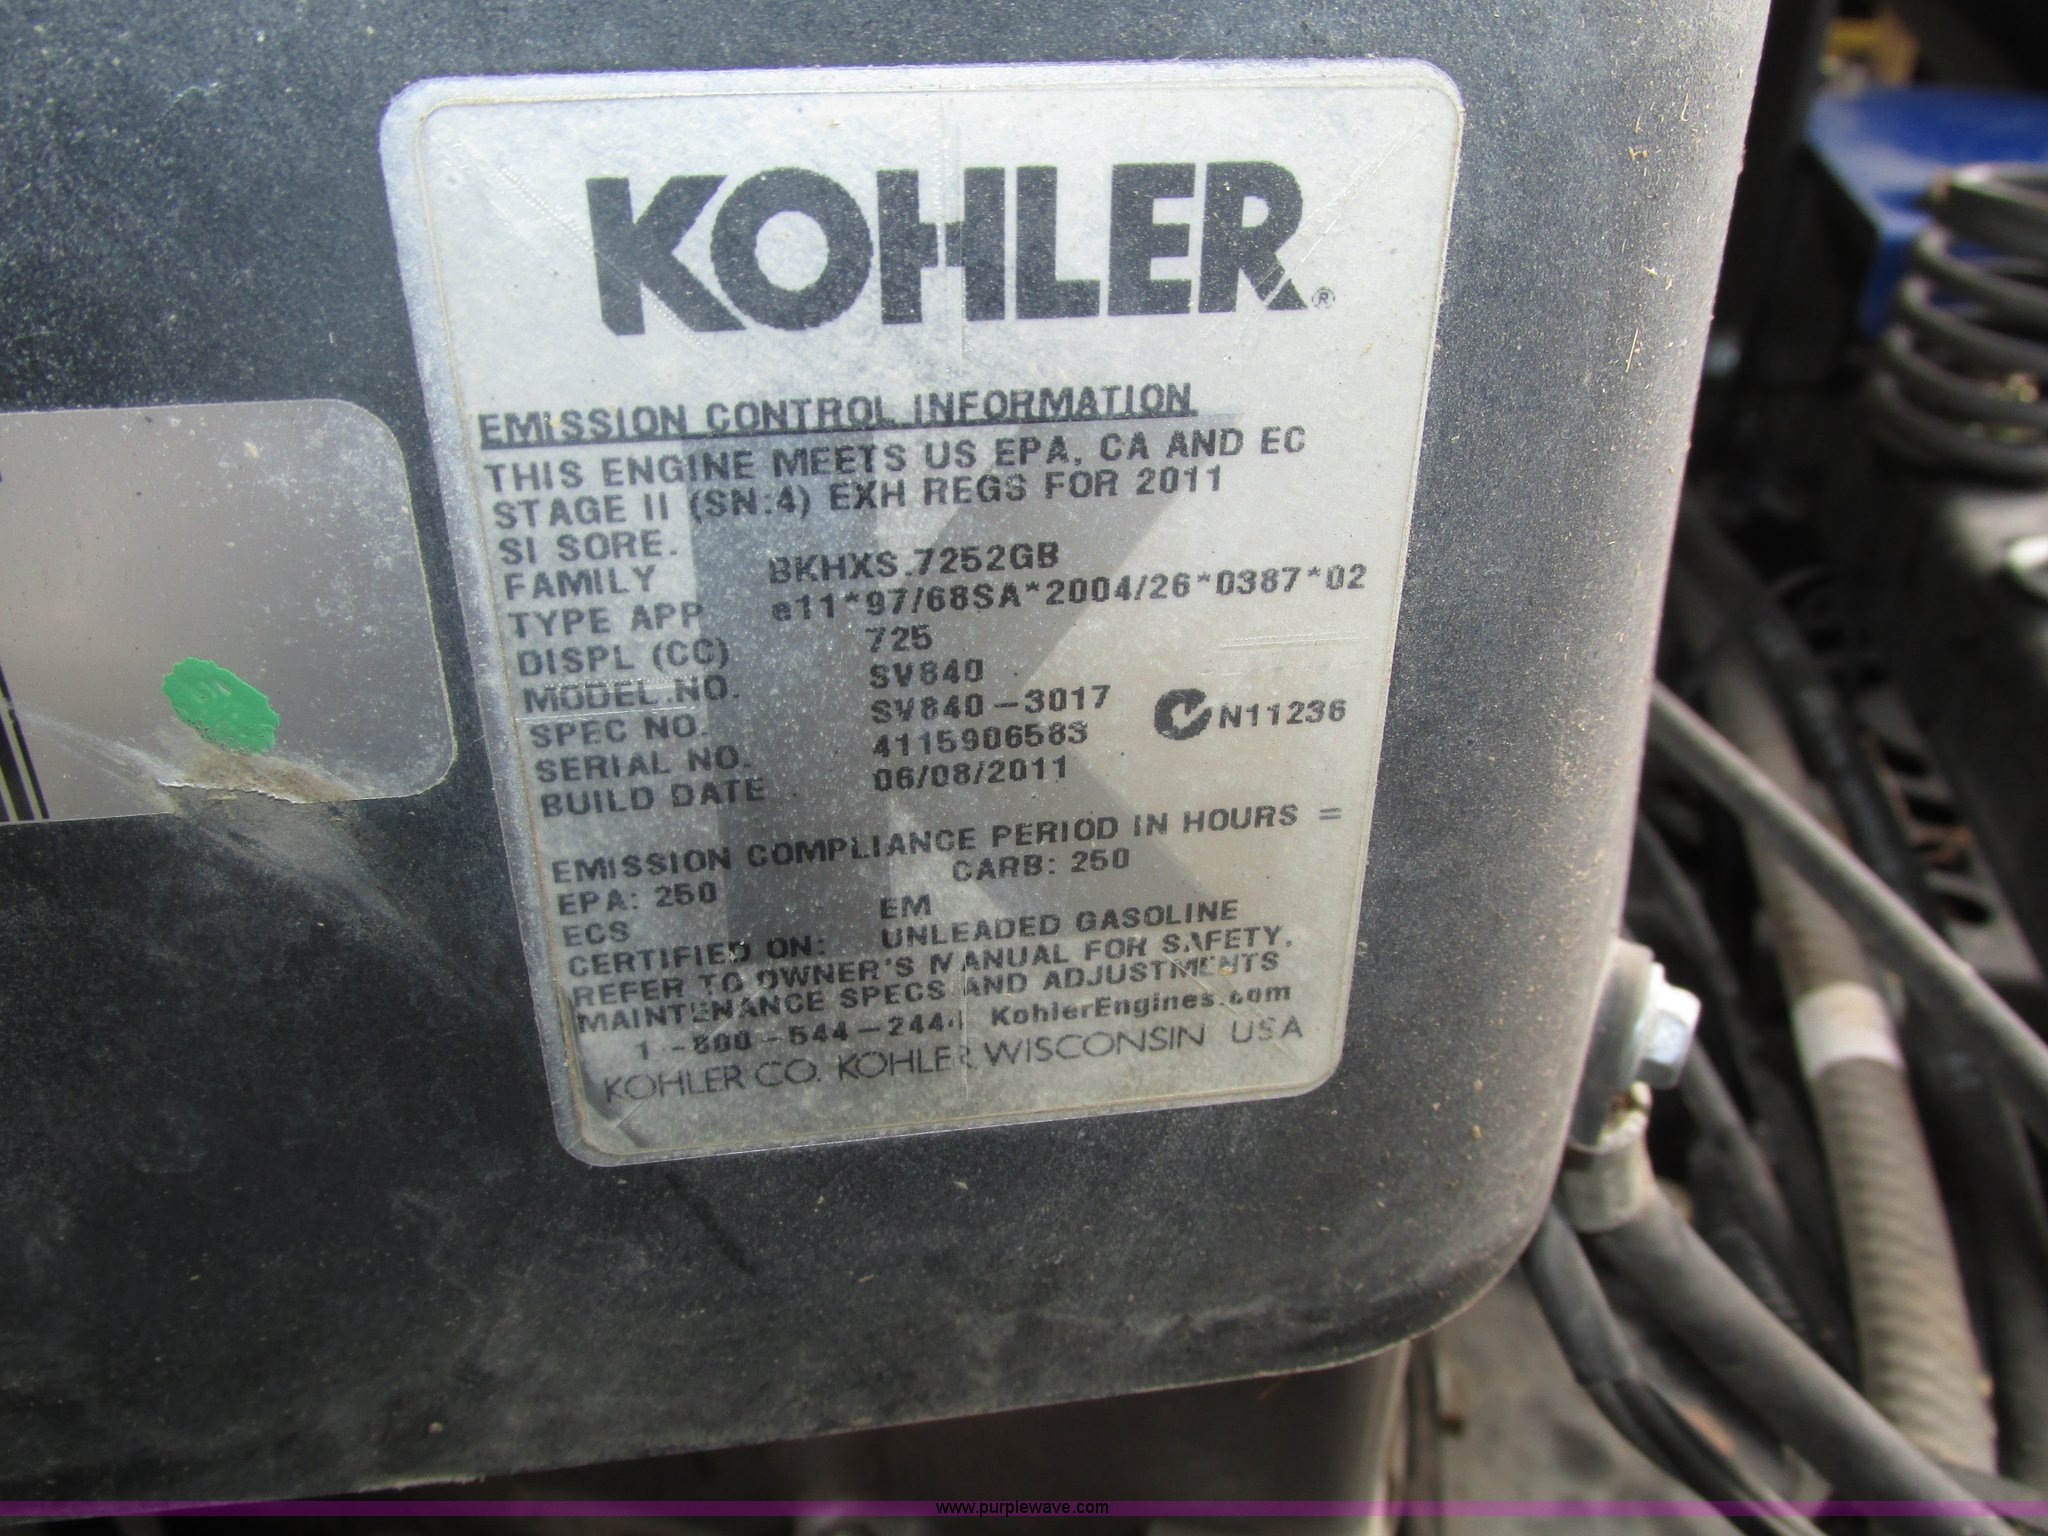 KOHLER®
EMISSION CONTROL INFORMATION
THIS ENGINE MEETS US EPA, CA AND EC
STAGE II (SN:4) EXH REGS FOR 2011
SI SORE.
FAMILY BKHXS.7252GB
TYPE APP e11*97/68SA*2004/26*0387*02
DISPL (CC) 725
MODEL NO. SV840
SPEC NO. SV840-3017
SERIAL NO. 4115906583 N11236
BUILD DATE 06/08/2011
EMISSION COMPLIANCE PERIOD IN HOURS =
EPA: 250 CARB: 250
ECS EM
CERTIFIED ON: UNLEADED GASOLINE
REFER TO OWNER'S MANUAL FOR SAFETY,
MAINTENANCE SPECS AND ADJUSTMENTS
1-800-544-2444 KohlerEngines.com
KOHLER CO. KOHLER, WISCONSIN USA
www.purplewave.com